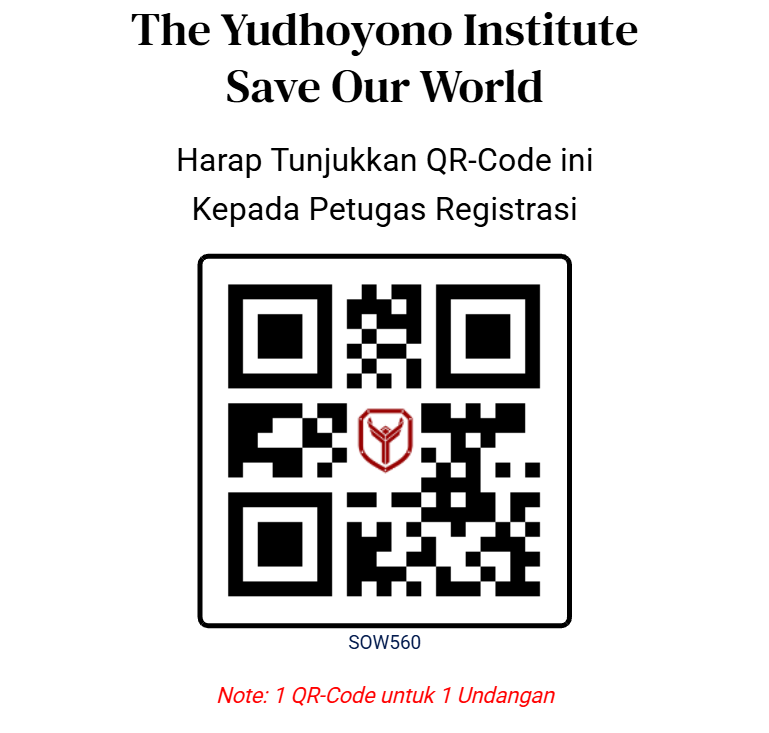 The Yudhoyono Institute
Save Our World
Harap Tunjukkan QR-Code ini
Kepada Petugas Registrasi
SOW560
Note: 1 QR-Code untuk 1 Undangan